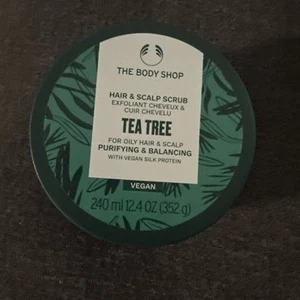 THE BODY SHOP
HAIR & SCALP SCRUB
EXFOLIANT CHEVEUX &
CUIR CHEVELU
TEA TREE
FOR OILY HAIR & SCALP
PURIFYING & BALANCING
WITH VEGAN SILK PROTEIN
VEGAN
240 ml 12.4 OZ (352 g)